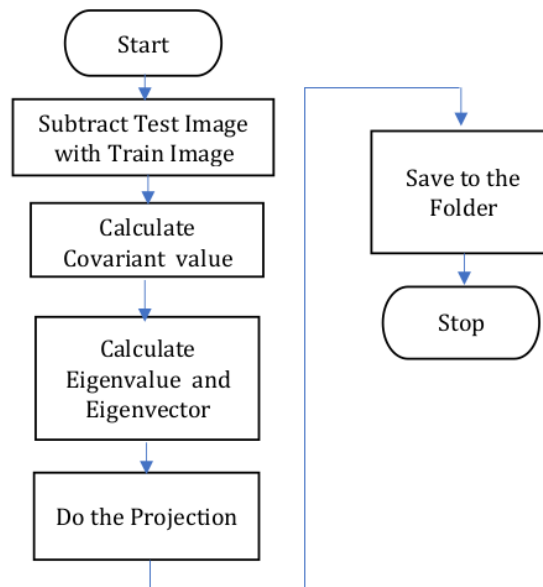 Start
Subtract Test Image
with Train Image
Calculate
Covariant value
Calculate
Eigenvalue and
Eigenvector
Do the Projection
Save to the
Folder
Stop